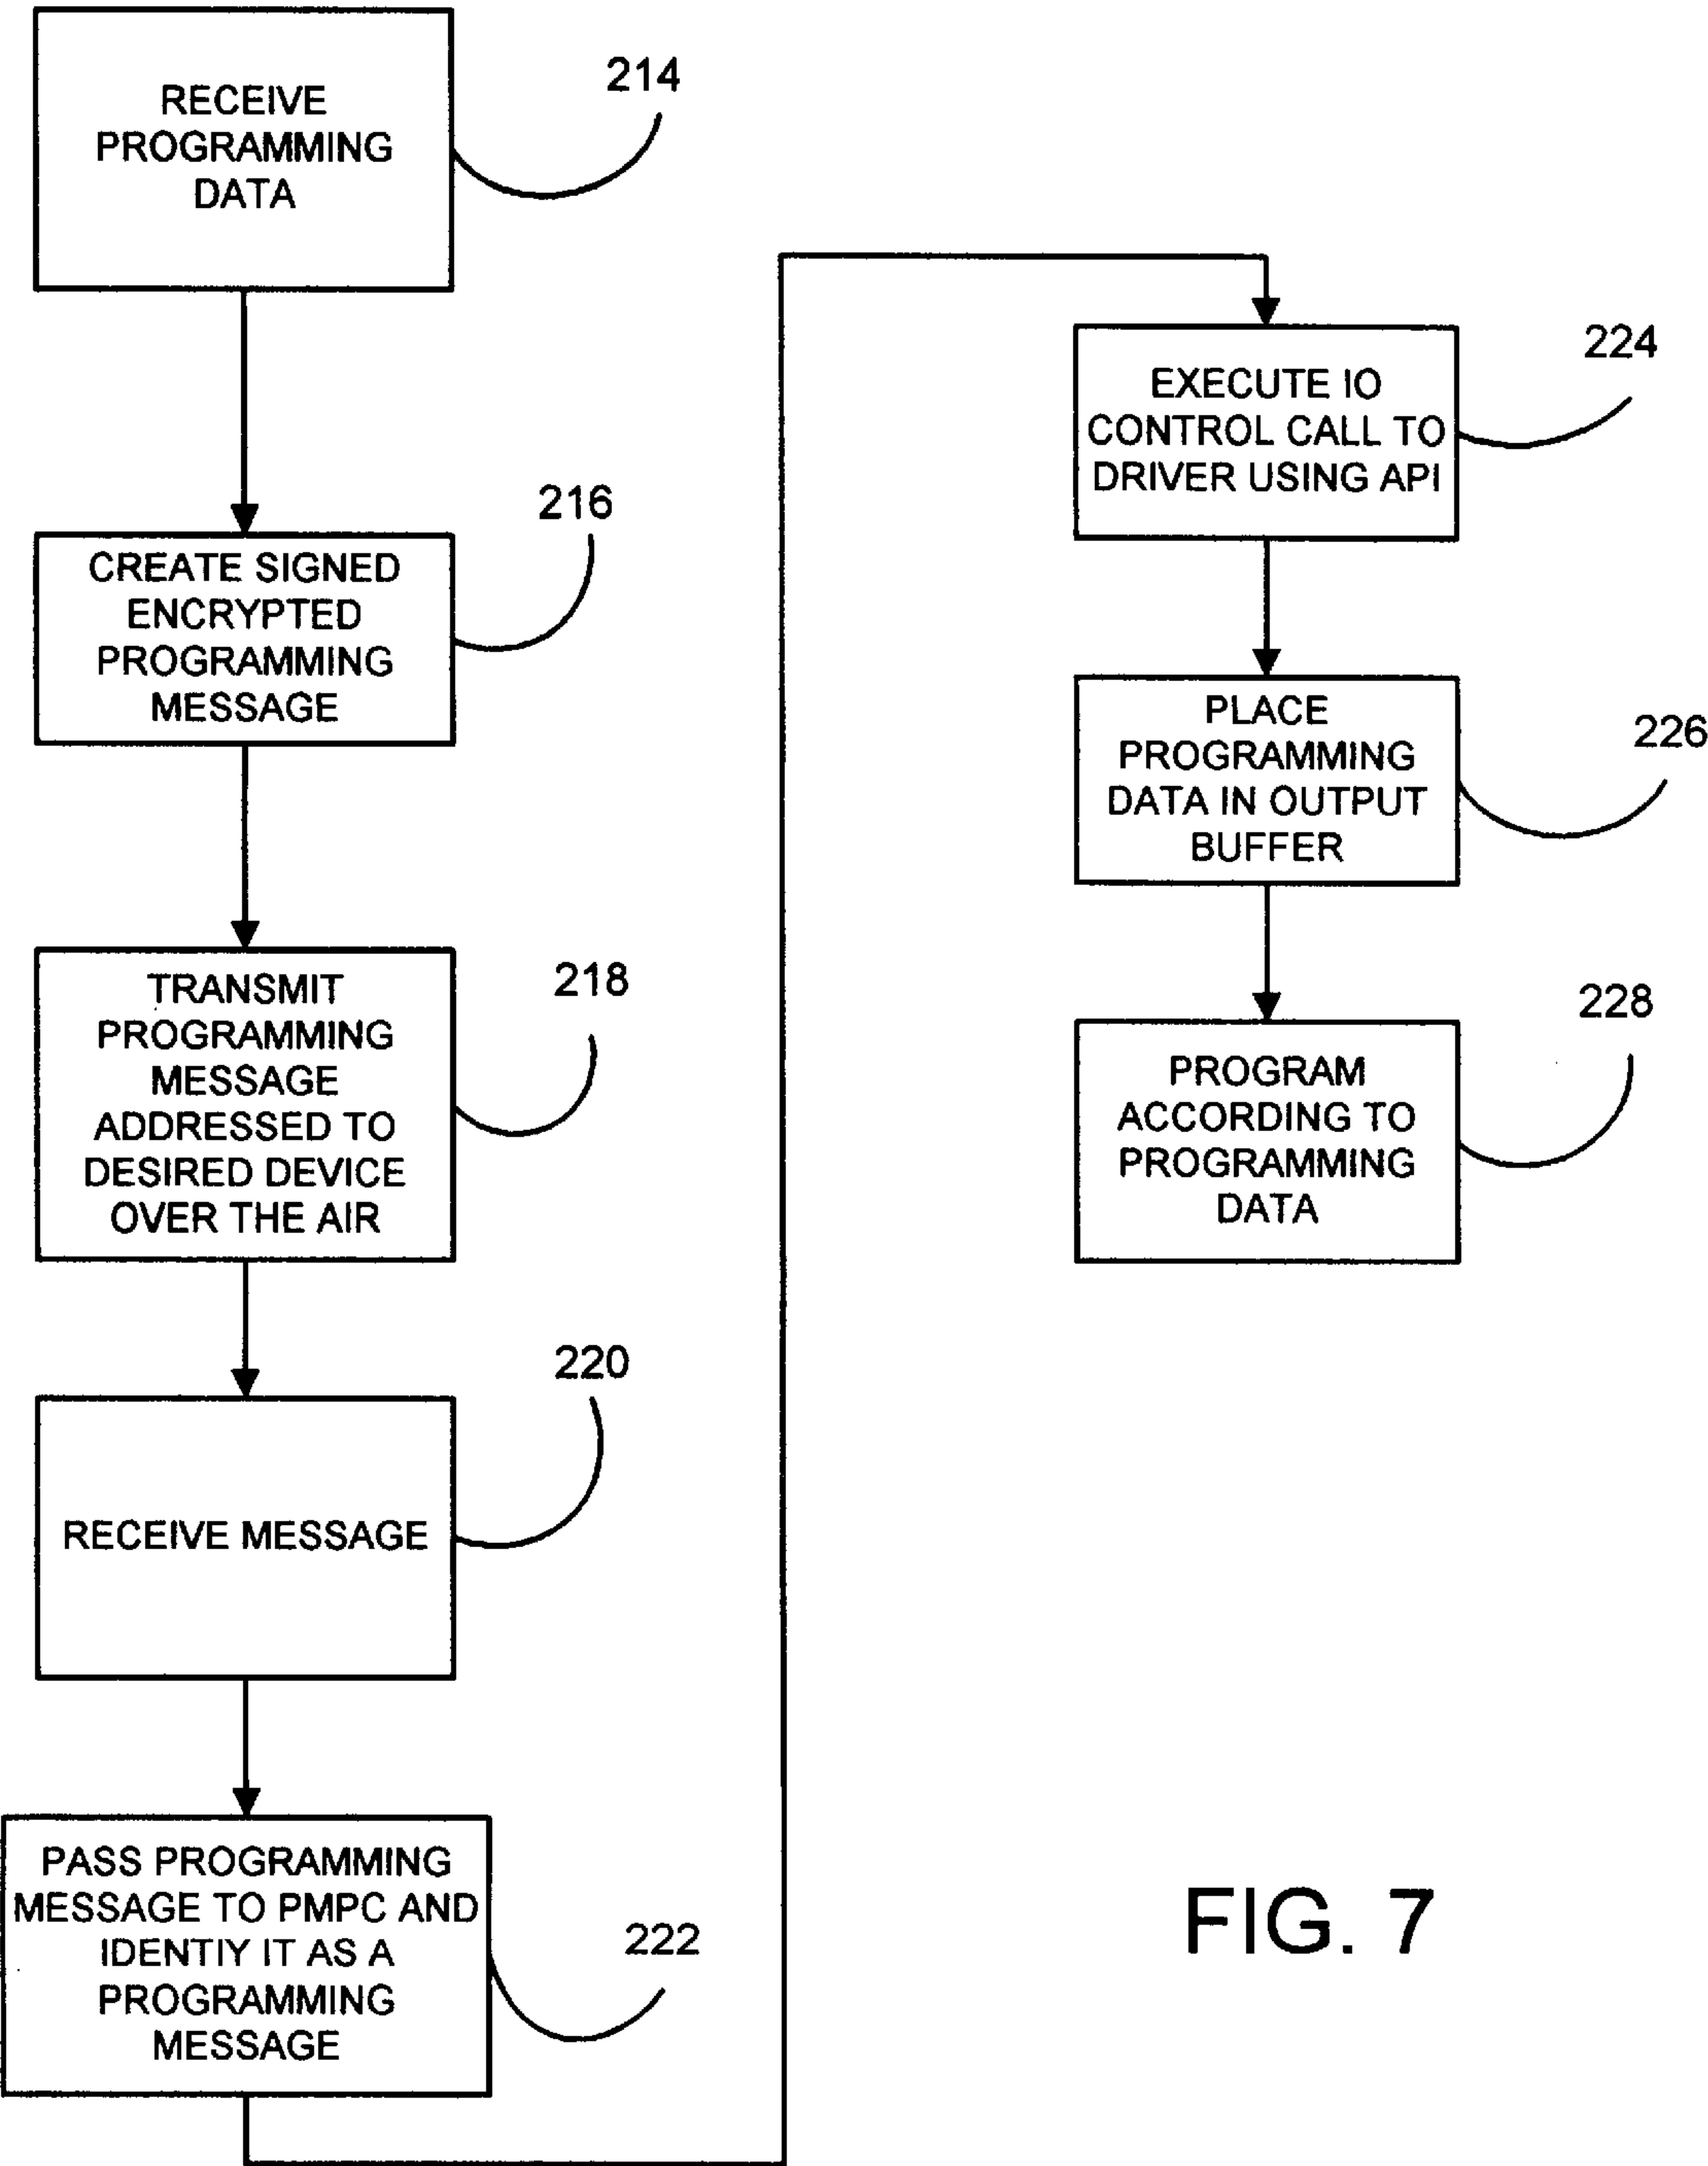 RECEIVE
PROGRAMMING
DATA
214
CREATE SIGNED
ENCRYPTED
PROGRAMMING
MESSAGE
216
TRANSMIT
PROGRAMMING
MESSAGE
ADDRESSED TO
DESIRED DEVICE
OVER THE AIR
218
RECEIVE MESSAGE
220
PASS PROGRAMMING
MESSAGE TO PMPC AND
IDENTIY IT AS A
PROGRAMMING
MESSAGE
222
EXECUTE IO
CONTROL CALL TO
DRIVER USING API
224
PLACE
PROGRAMMING
DATA IN OUTPUT
BUFFER
226
PROGRAM
ACCORDING TO
PROGRAMMING
DATA
228
FIG. 7